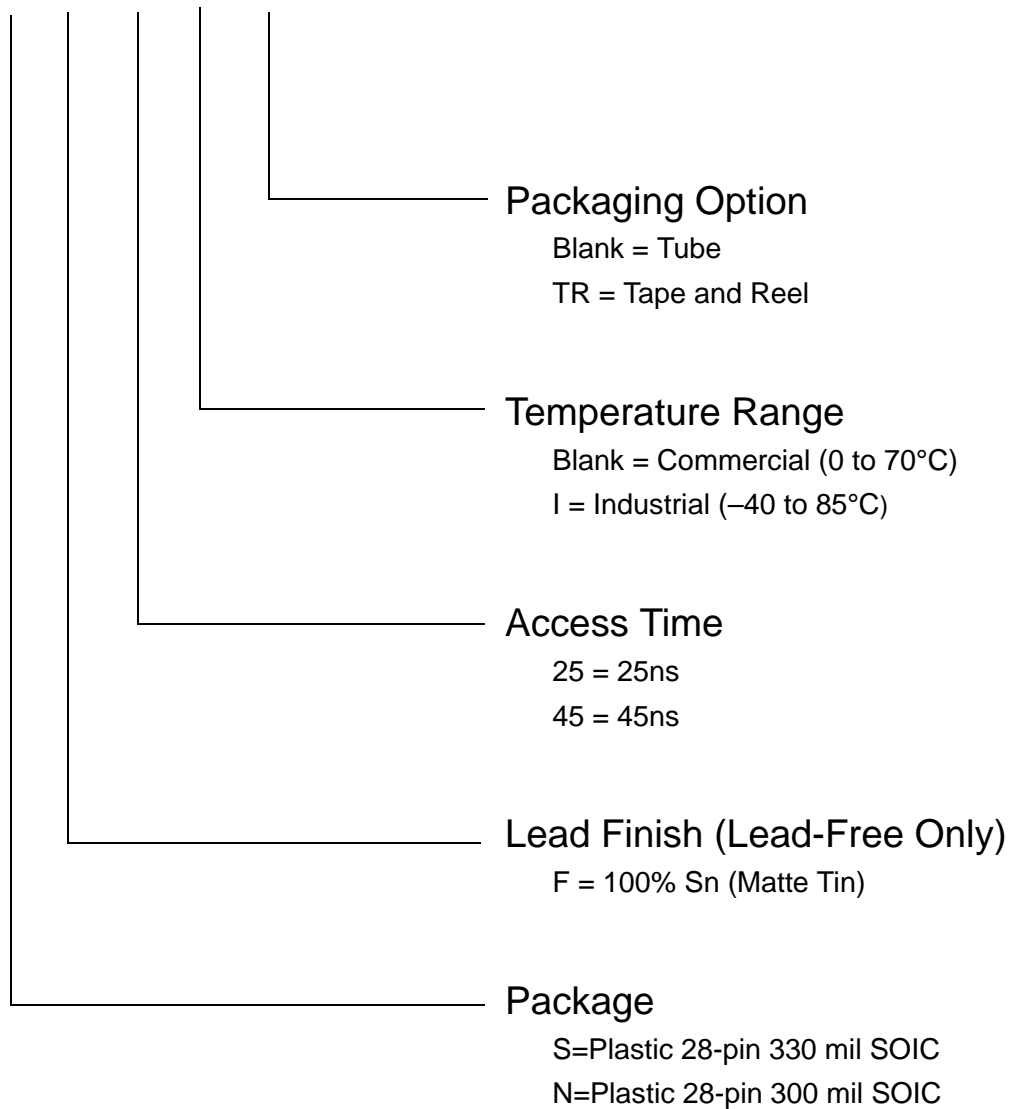 Packaging Option
Blank = Tube
TR = Tape and Reel
Temperature Range
Blank = Commercial (0 to 70°C)
I = Industrial (–40 to 85°C)
Access Time
25 = 25ns
45 = 45ns
Lead Finish (Lead-Free Only)
F = 100% Sn (Matte Tin)
Package
S=Plastic 28-pin 330 mil SOIC
N=Plastic 28-pin 300 mil SOIC